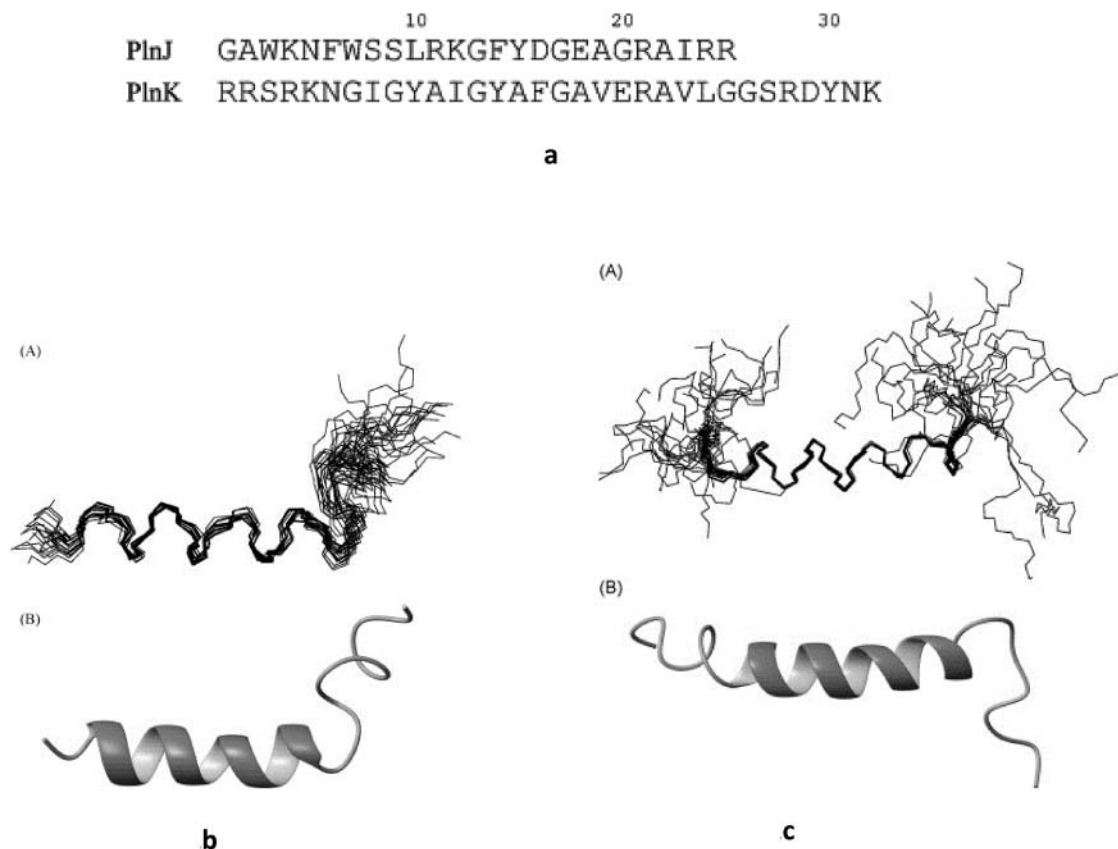 10 20 30
PlnJ GAWKNFWSSLRKGFYDGEAGRAIRR
PlnK RRSRKNGIGYAIGYAFGAVERAVLGGSRDYNK
a
(A)
(A)
(B)
(B)
b
c